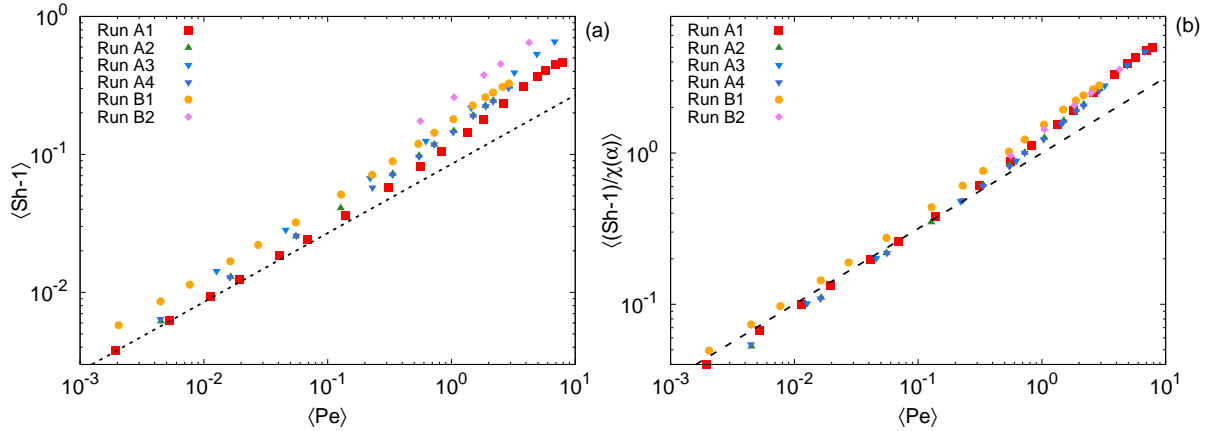 (a)
Run A1
Run A2
Run A3
Run A4
Run B1
Run B2
10^0
10^-1
10^-2
⟨Sh-1⟩
10^-3
10^-2
10^-1
10^0
10^1
⟨Pe⟩
(b)
Run A1
Run A2
Run A3
Run A4
Run B1
Run B2
10^0
10^-1
⟨(Sh-1)/χ(α)⟩
10^-3
10^-2
10^-1
10^0
10^1
⟨Pe⟩